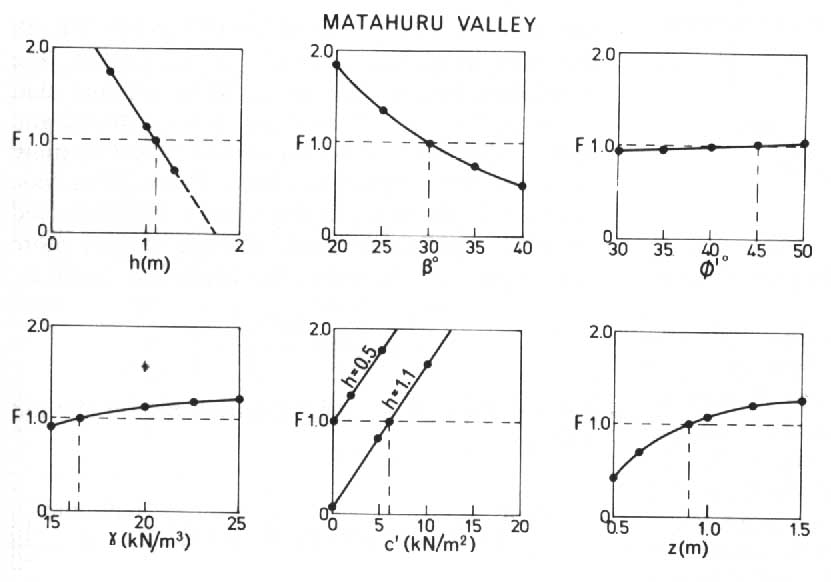 MATAHURU VALLEY
2.0
F 1.0
0
0 1 2
h(m)
2.0
F 1.0
0
20 25 30 35 40
β°
2.0
F 1.0
0
30 35 40 45 50
ϕ'°
2.0
F 1.0
0
15 20 25
γ(kN/m³)
2.0
F 1.0
0
0 5 10 15 20
c'(kN/m²)
h=0.5
h=1.1
2.0
F 1.0
0
0.5 1.0 1.5
z(m)